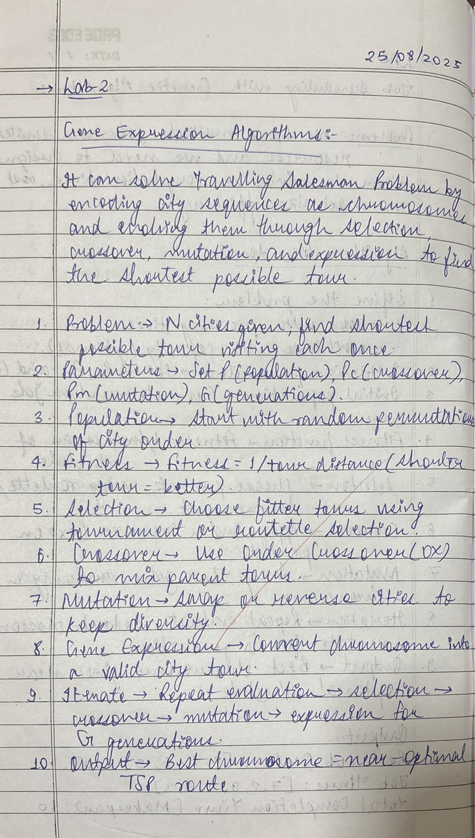 25/08/2025
→ Lab-2
Gene Expression Algorithms:-
It can solve Travelling Salesman Problem by
encoding city sequences as chromosomes
and evolving them through selection
crossover, mutation, and expression to find
the shortest possible tour.
1. Problem → N cities given, find shortest
possible tour visiting each once.
2. Parameters → Set P(population), Pc(crossover),
Pm(mutation), G(generations).
3. Population → start with random permutations
of city order.
4. Fitness → Fitness = 1/tour distance (shorter
tour = better).
5. Selection → choose fitter tours using
tournament or roulette selection.
6. Crossover → Use Order Crossover (OX)
to mix parent tours.
7. Mutation → swap or reverse cities to
keep diversity.
8. Gene Expression → Convert chromosome into
a valid city tour.
9. Iterate → Repeat evaluation → selection →
crossover → mutation → expression for
G generations.
10. Output → Best chromosome = near-optimal
TSP route